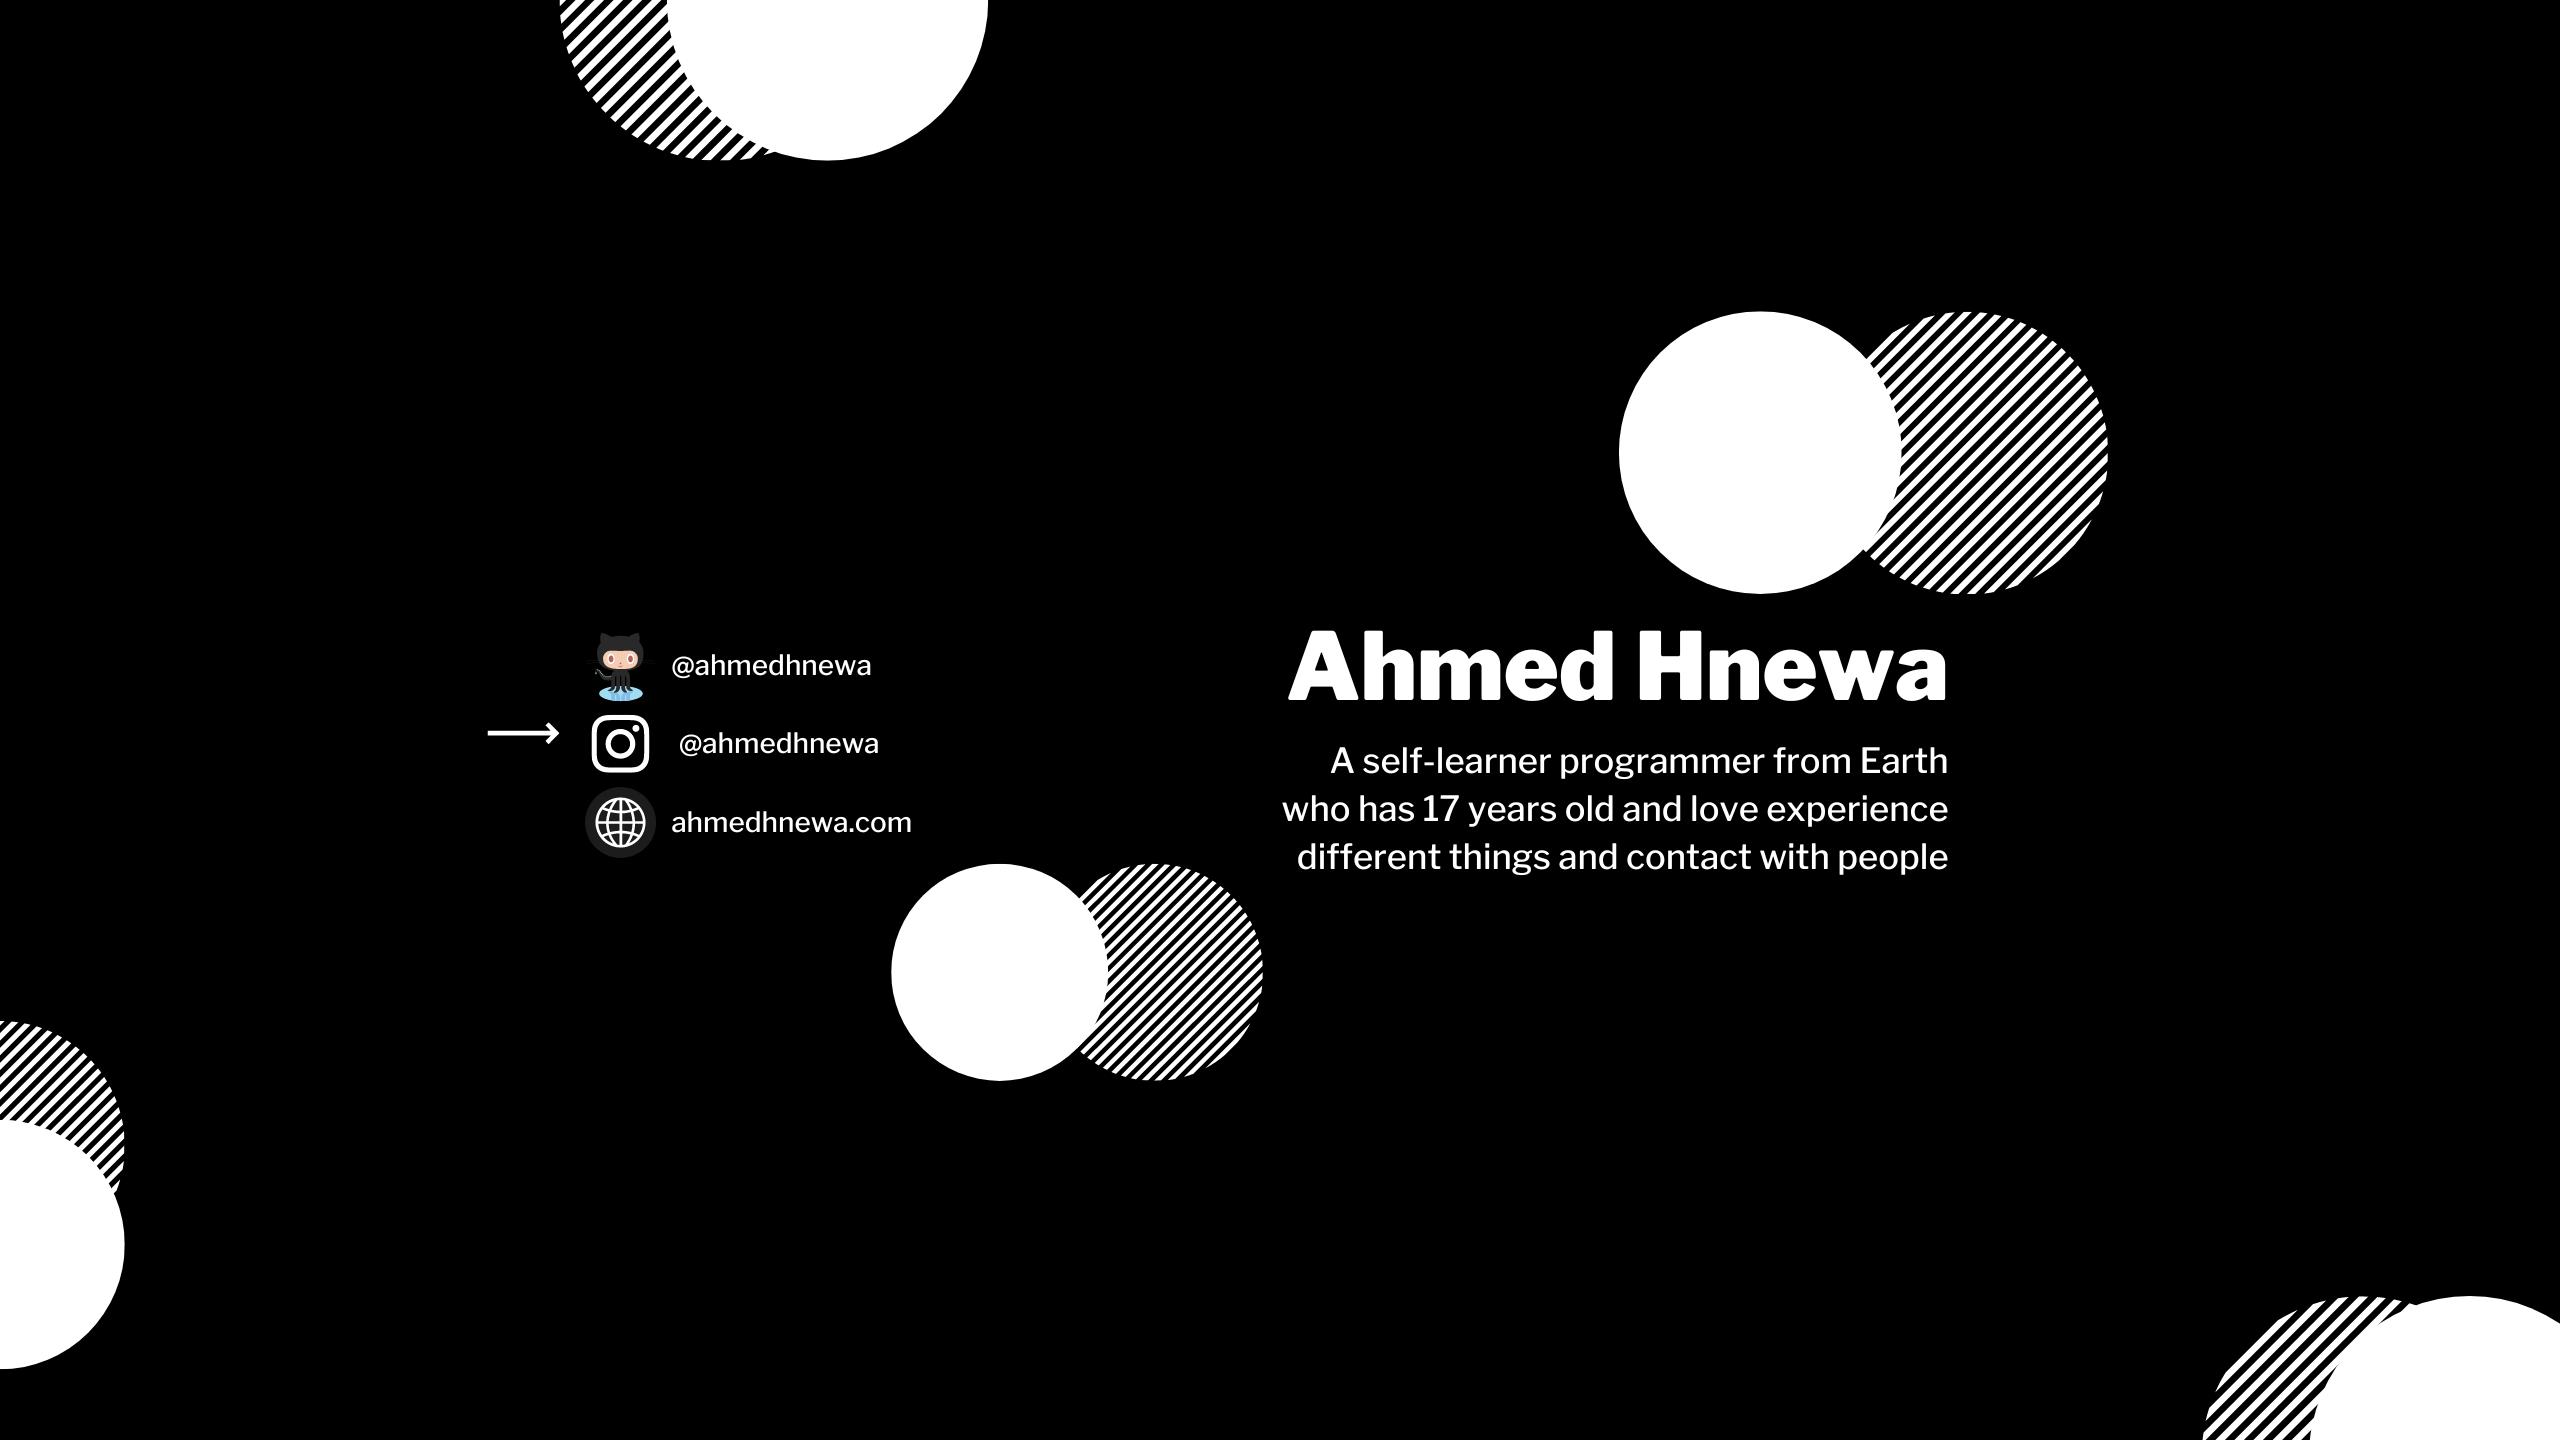 @ahmedhnewa
@ahmedhnewa
ahmedhnewa.com
Ahmed Hnewa
A self-learner programmer from Earth
who has 17 years old and love experience
different things and contact with people